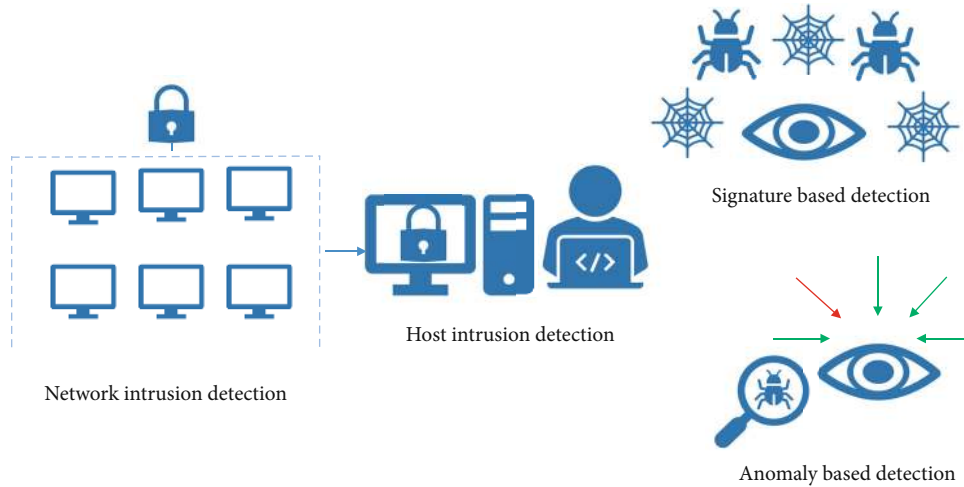 Signature based detection
</>
Host intrusion detection
Network intrusion detection
Anomaly based detection